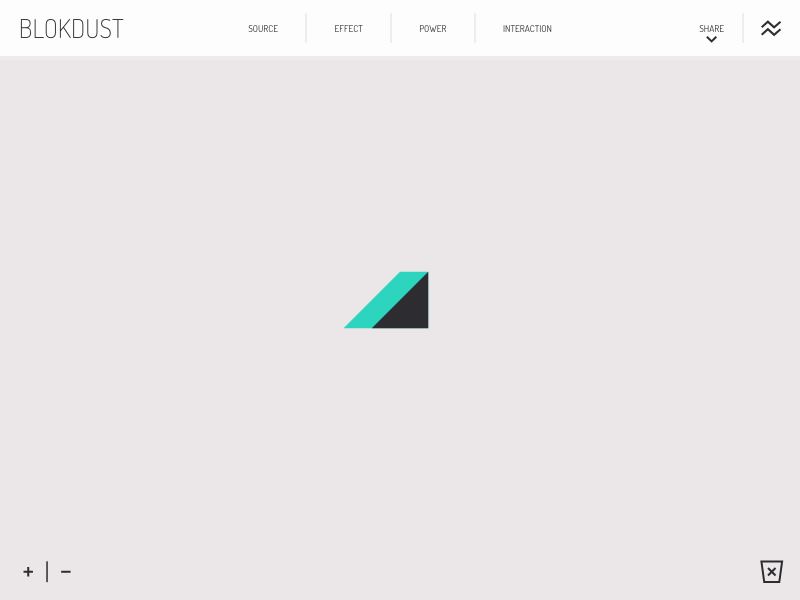 BLOKDUST
SOURCE
EFFECT
POWER
INTERACTION
SHARE